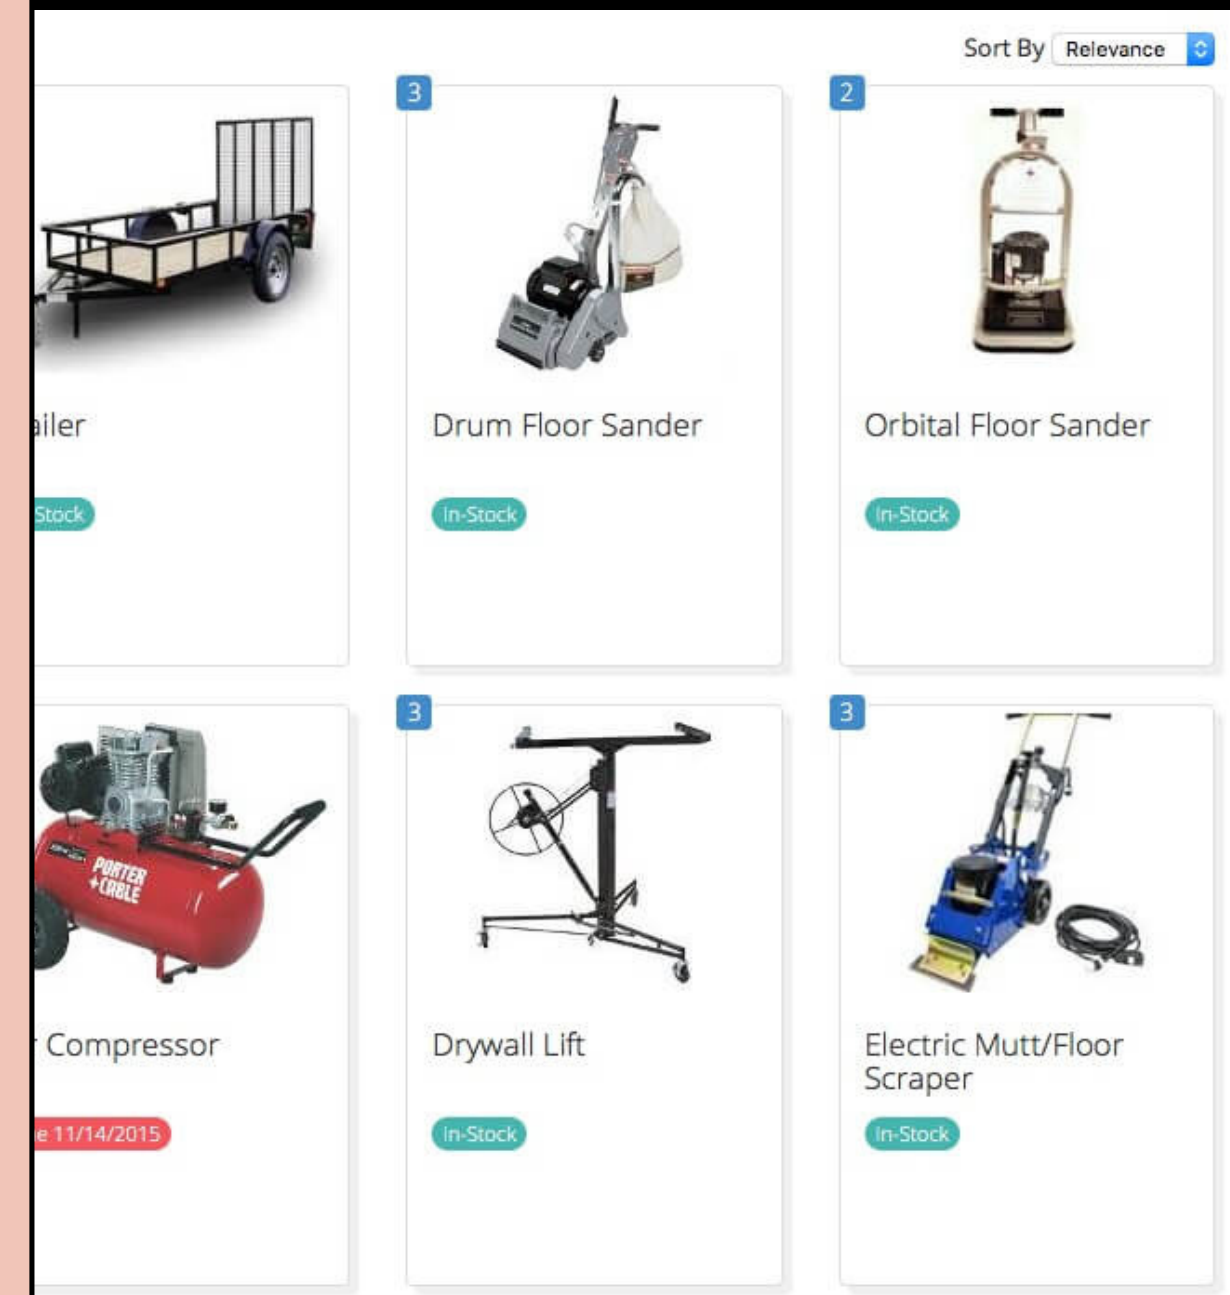 Sort By Relevance
3
2
ailer
Drum Floor Sander
Orbital Floor Sander
Stock
In-Stock
In-Stock
3
3
PORTER
+CABLE
r Compressor
Drywall Lift
Electric Mutt/Floor
Scraper
e 11/14/2015
In-Stock
In-Stock